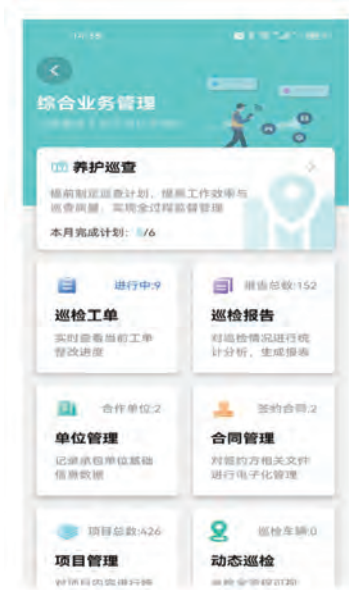 综合业务管理
养护巡查
提前制定巡查计划，提高工作效率与
巡查质量，实现全过程监督管理
本月完成计划： /6
进行中:9
巡检工单
实时查看当前工单
整改进度
报告总数:152
巡检报告
对巡检情况进行统
计分析，生成报表
合作单位:2
单位管理
记录承包单位基础
信息数据
签约合同:2
合同管理
对签约方相关文件
进行电子化管理
项目总数:426
项目管理
巡检车辆:0
动态巡检